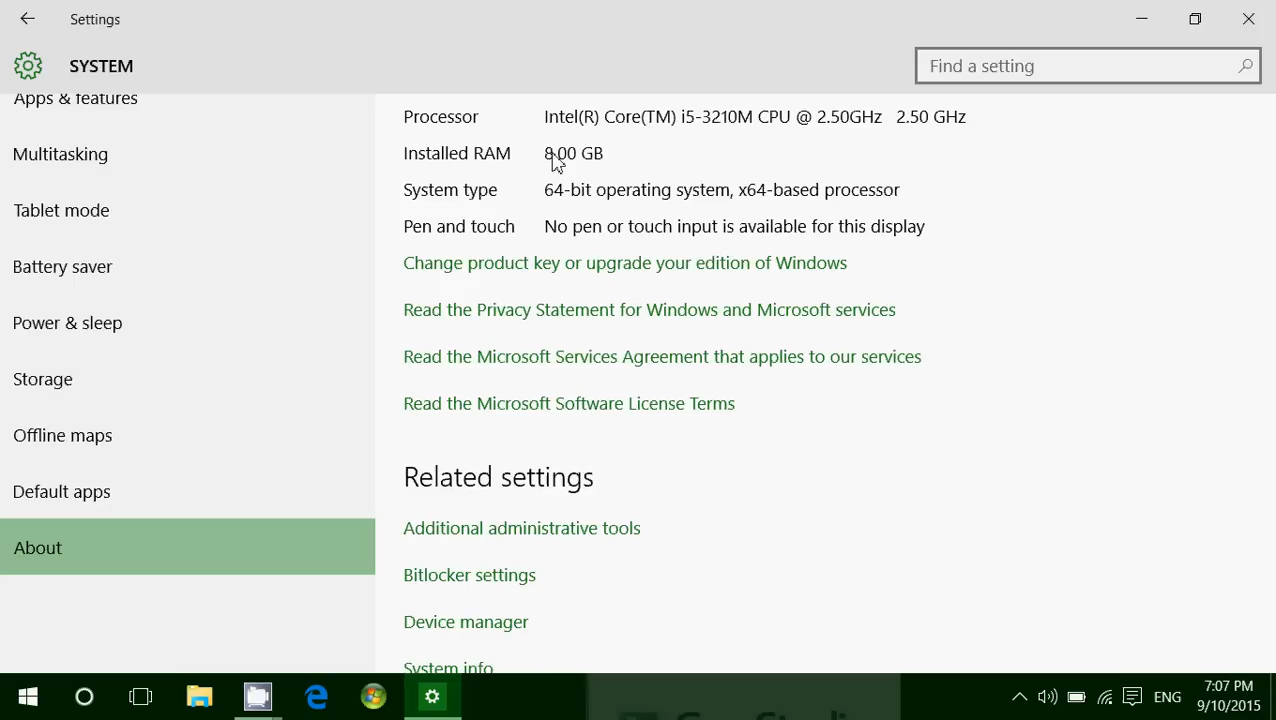 Settings
SYSTEM
Find a setting
Apps & features
Multitasking
Tablet mode
Battery saver
Power & sleep
Storage
Offline maps
Default apps
About
Processor Intel(R) Core(TM) i5-3210M CPU @ 2.50GHz 2.50 GHz
Installed RAM 8.00 GB
System type 64-bit operating system, x64-based processor
Pen and touch No pen or touch input is available for this display
Change product key or upgrade your edition of Windows
Read the Privacy Statement for Windows and Microsoft services
Read the Microsoft Services Agreement that applies to our services
Read the Microsoft Software License Terms
Related settings
Additional administrative tools
Bitlocker settings
Device manager
System info
ENG
7:07 PM
9/10/2015